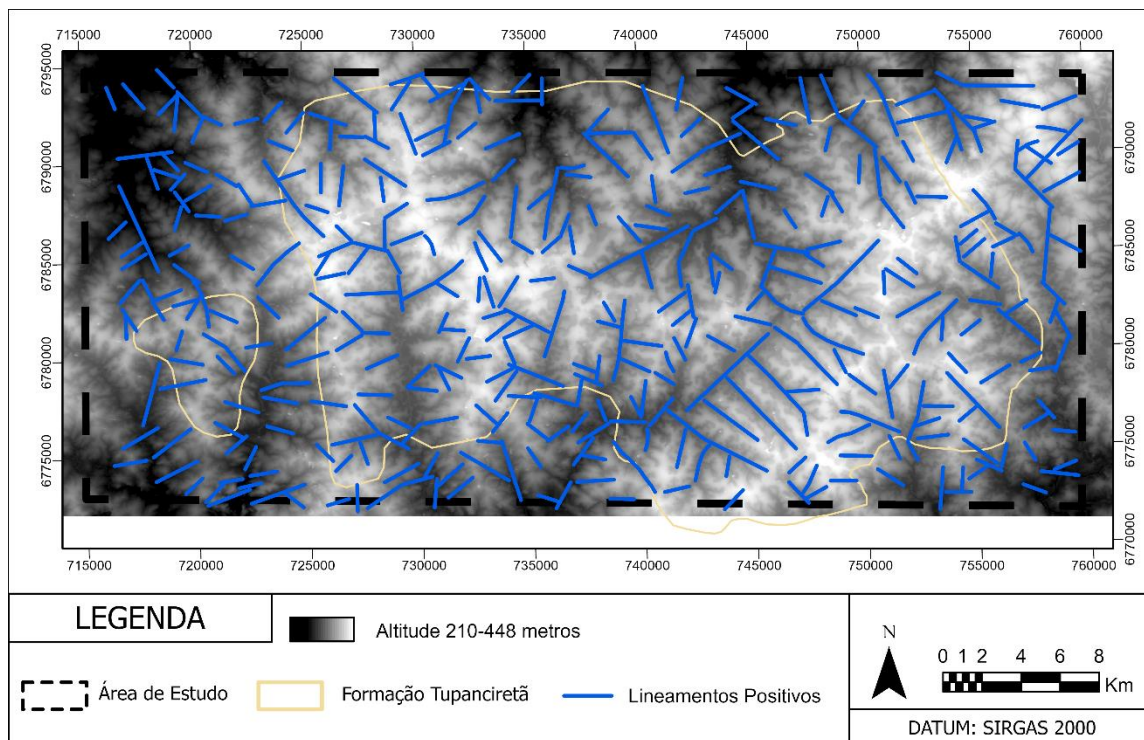 715000 720000 725000 730000 735000 740000 745000 750000 755000 760000
6795000
6790000
6785000
6780000
6775000
6790000
6785000
6780000
6775000
6770000
715000 720000 725000 730000 735000 740000 745000 750000 755000 760000
LEGENDA
Altitude 210-448 metros
Área de Estudo
Formação Tupanciretã
Lineamentos Positivos
N
0 1 2 4 6 8
Km
DATUM: SIRGAS 2000